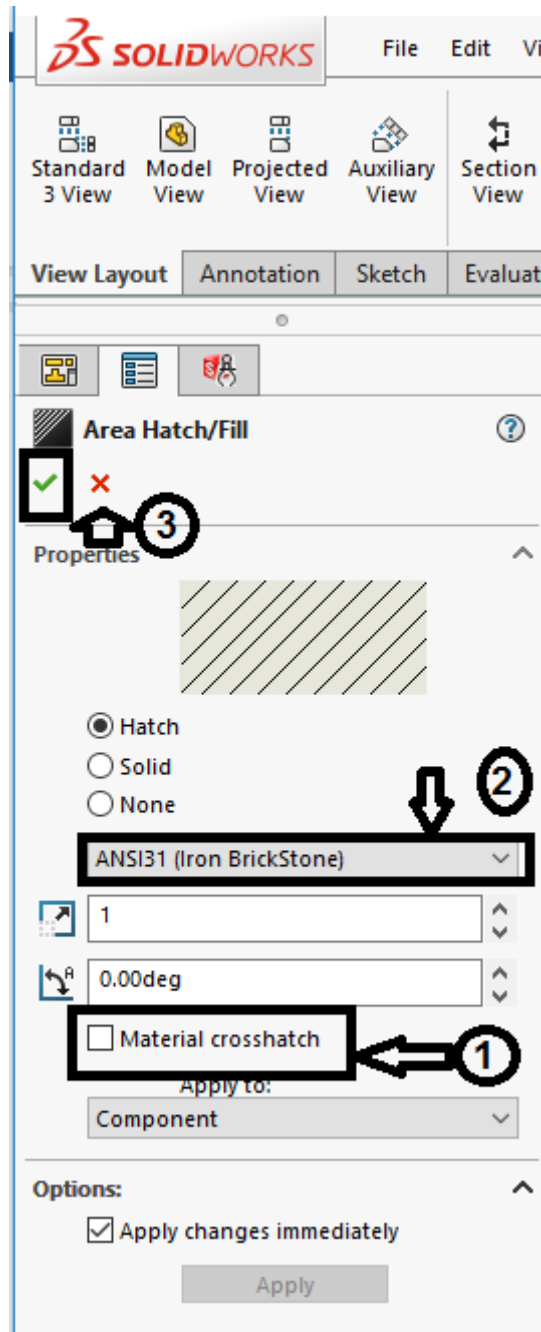 SOLIDWORKS File Edit Vi
Standard 3 View Model View Projected View Auxiliary View Section View
View Layout Annotation Sketch Evaluat
Area Hatch/Fill
3
Properties
Hatch
Solid
None
2
ANSI31 (Iron BrickStone)
1
0.00deg
Material crosshatch
1
Apply to:
Component
Options:
Apply changes immediately
Apply